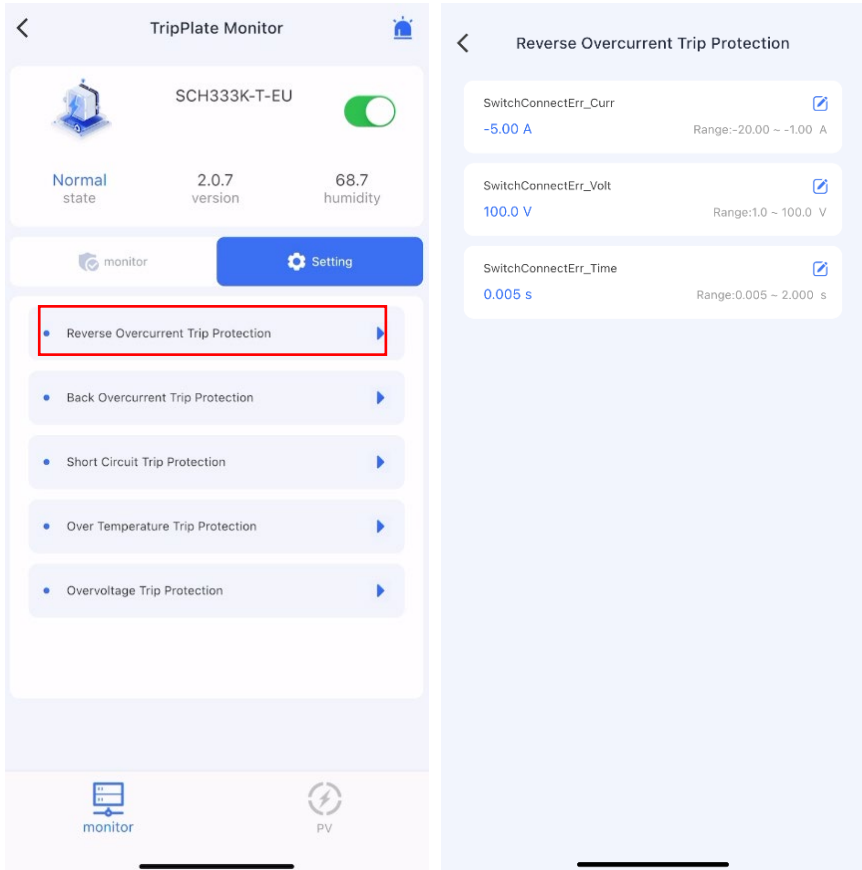 TripPlate Monitor
SCH333K-T-EU
Normal 2.0.7 68.7
state version humidity
monitor Setting
Reverse Overcurrent Trip Protection
Back Overcurrent Trip Protection
Short Circuit Trip Protection
Over Temperature Trip Protection
Overvoltage Trip Protection
monitor PV
Reverse Overcurrent Trip Protection
SwitchConnectErr_Curr
-5.00 A Range:-20.00 ~ -1.00 A
SwitchConnectErr_Volt
100.0 V Range:1.0 ~ 100.0 V
SwitchConnectErr_Time
0.005 s Range:0.005 ~ 2.000 s